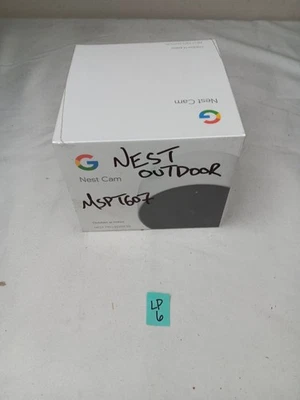 Nest Cam
G
G
NEST
OUTDOOR
Nest Cam
MSPT607
LP
6